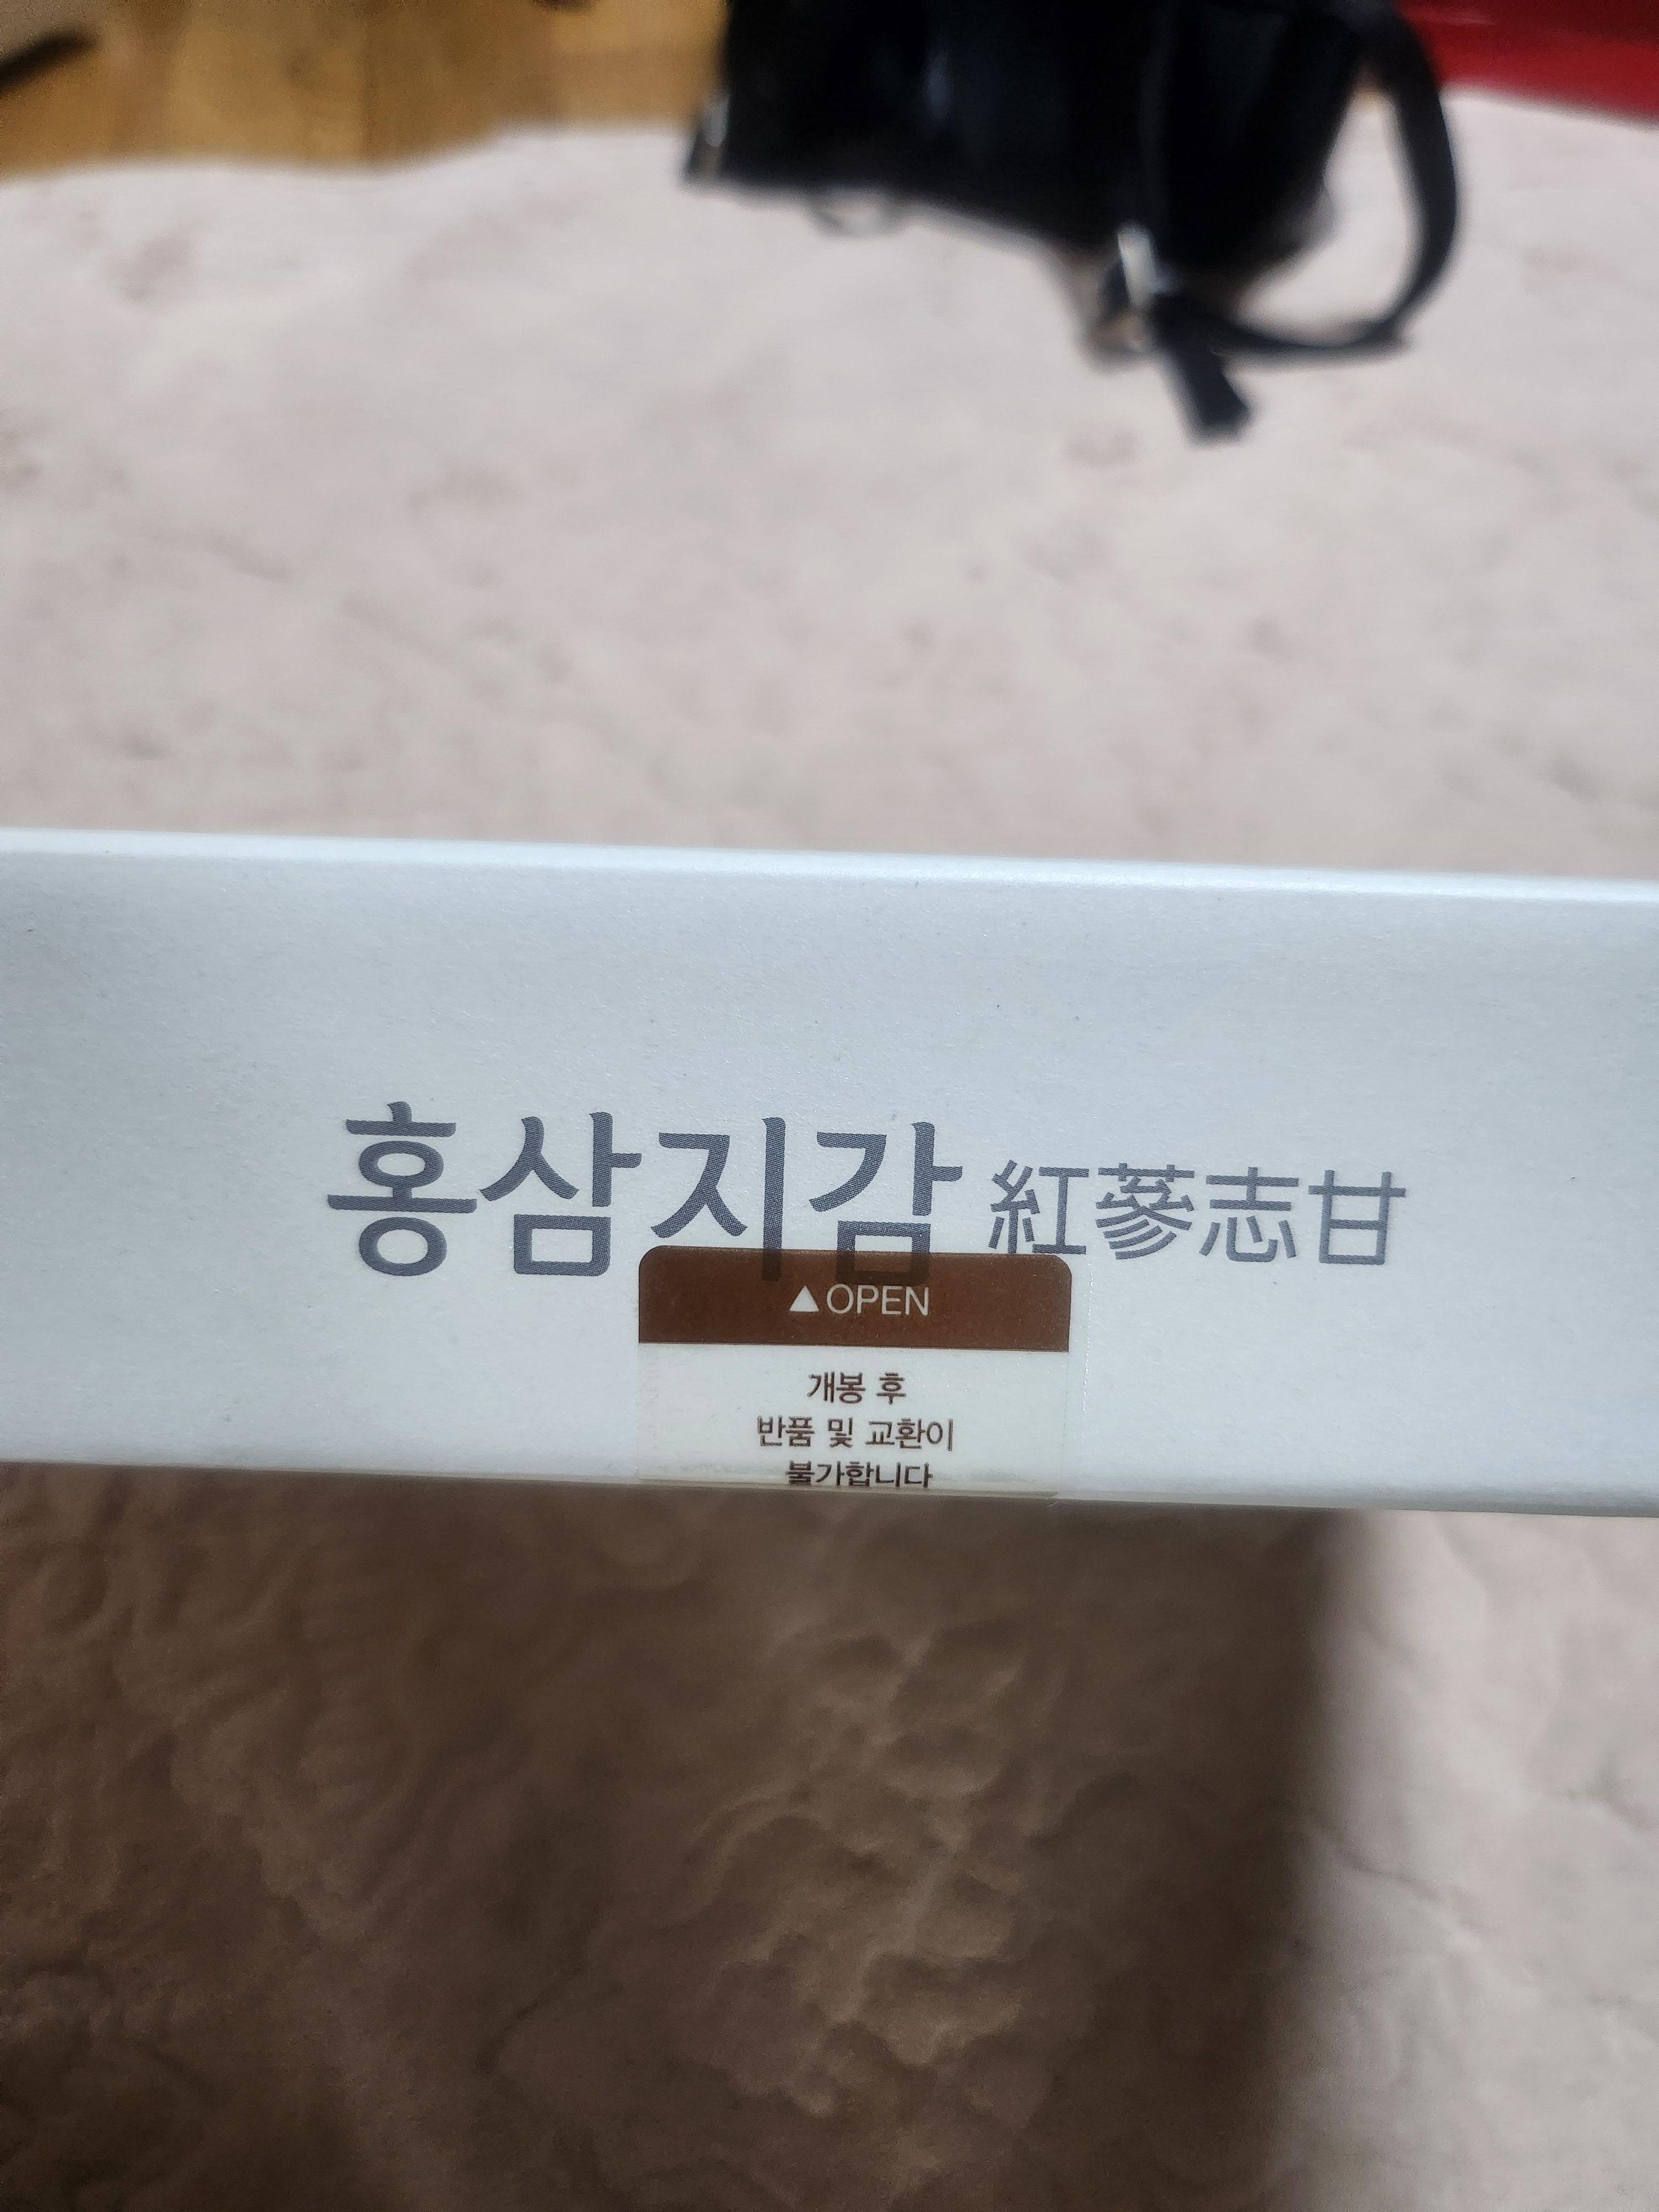 홍삼지감 紅蔘志甘
▲OPEN
개봉 후
반품 및 교환이
불가합니다